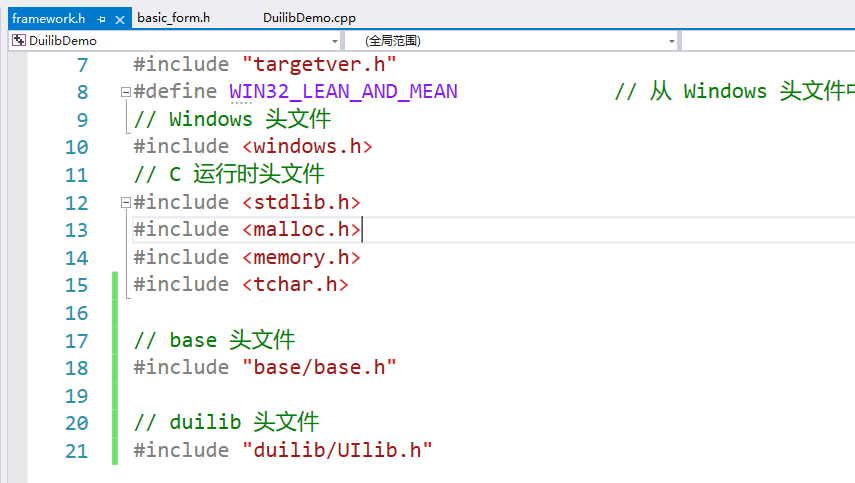 framework.h
basic_form.h
DuilibDemo.cpp
DuilibDemo
(全局范围)
7 #include "targetver.h"
8 #define WIN32_LEAN_AND_MEAN // 从 Windows 头文件中
9 // Windows 头文件
10 #include <windows.h>
11 // C 运行时头文件
12 #include <stdlib.h>
13 #include <malloc.h>
14 #include <memory.h>
15 #include <tchar.h>
16
17 // base 头文件
18 #include "base/base.h"
19
20 // duilib 头文件
21 #include "duilib/UIlib.h"